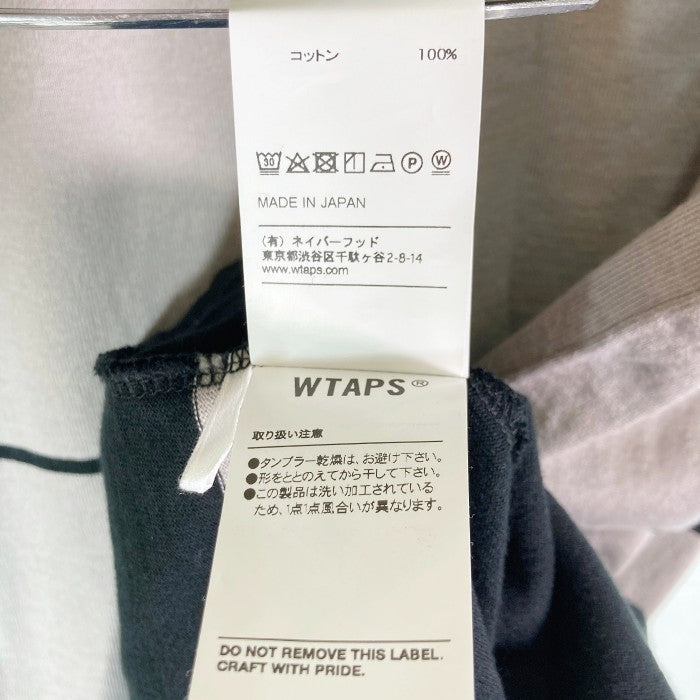 コットン 100%
30 P W
MADE IN JAPAN
(有) ネイバーフッド
東京都渋谷区千駄ヶ谷2-8-14
www.wtaps.com
WTAPS®
取り扱い注意
●タンブラー乾燥は、お避け下さい。
●形をととのえてから干して下さい。
●この製品は洗い加工されている
ため、1点1点風合いが異なります。
DO NOT REMOVE THIS LABEL.
CRAFT WITH PRIDE.